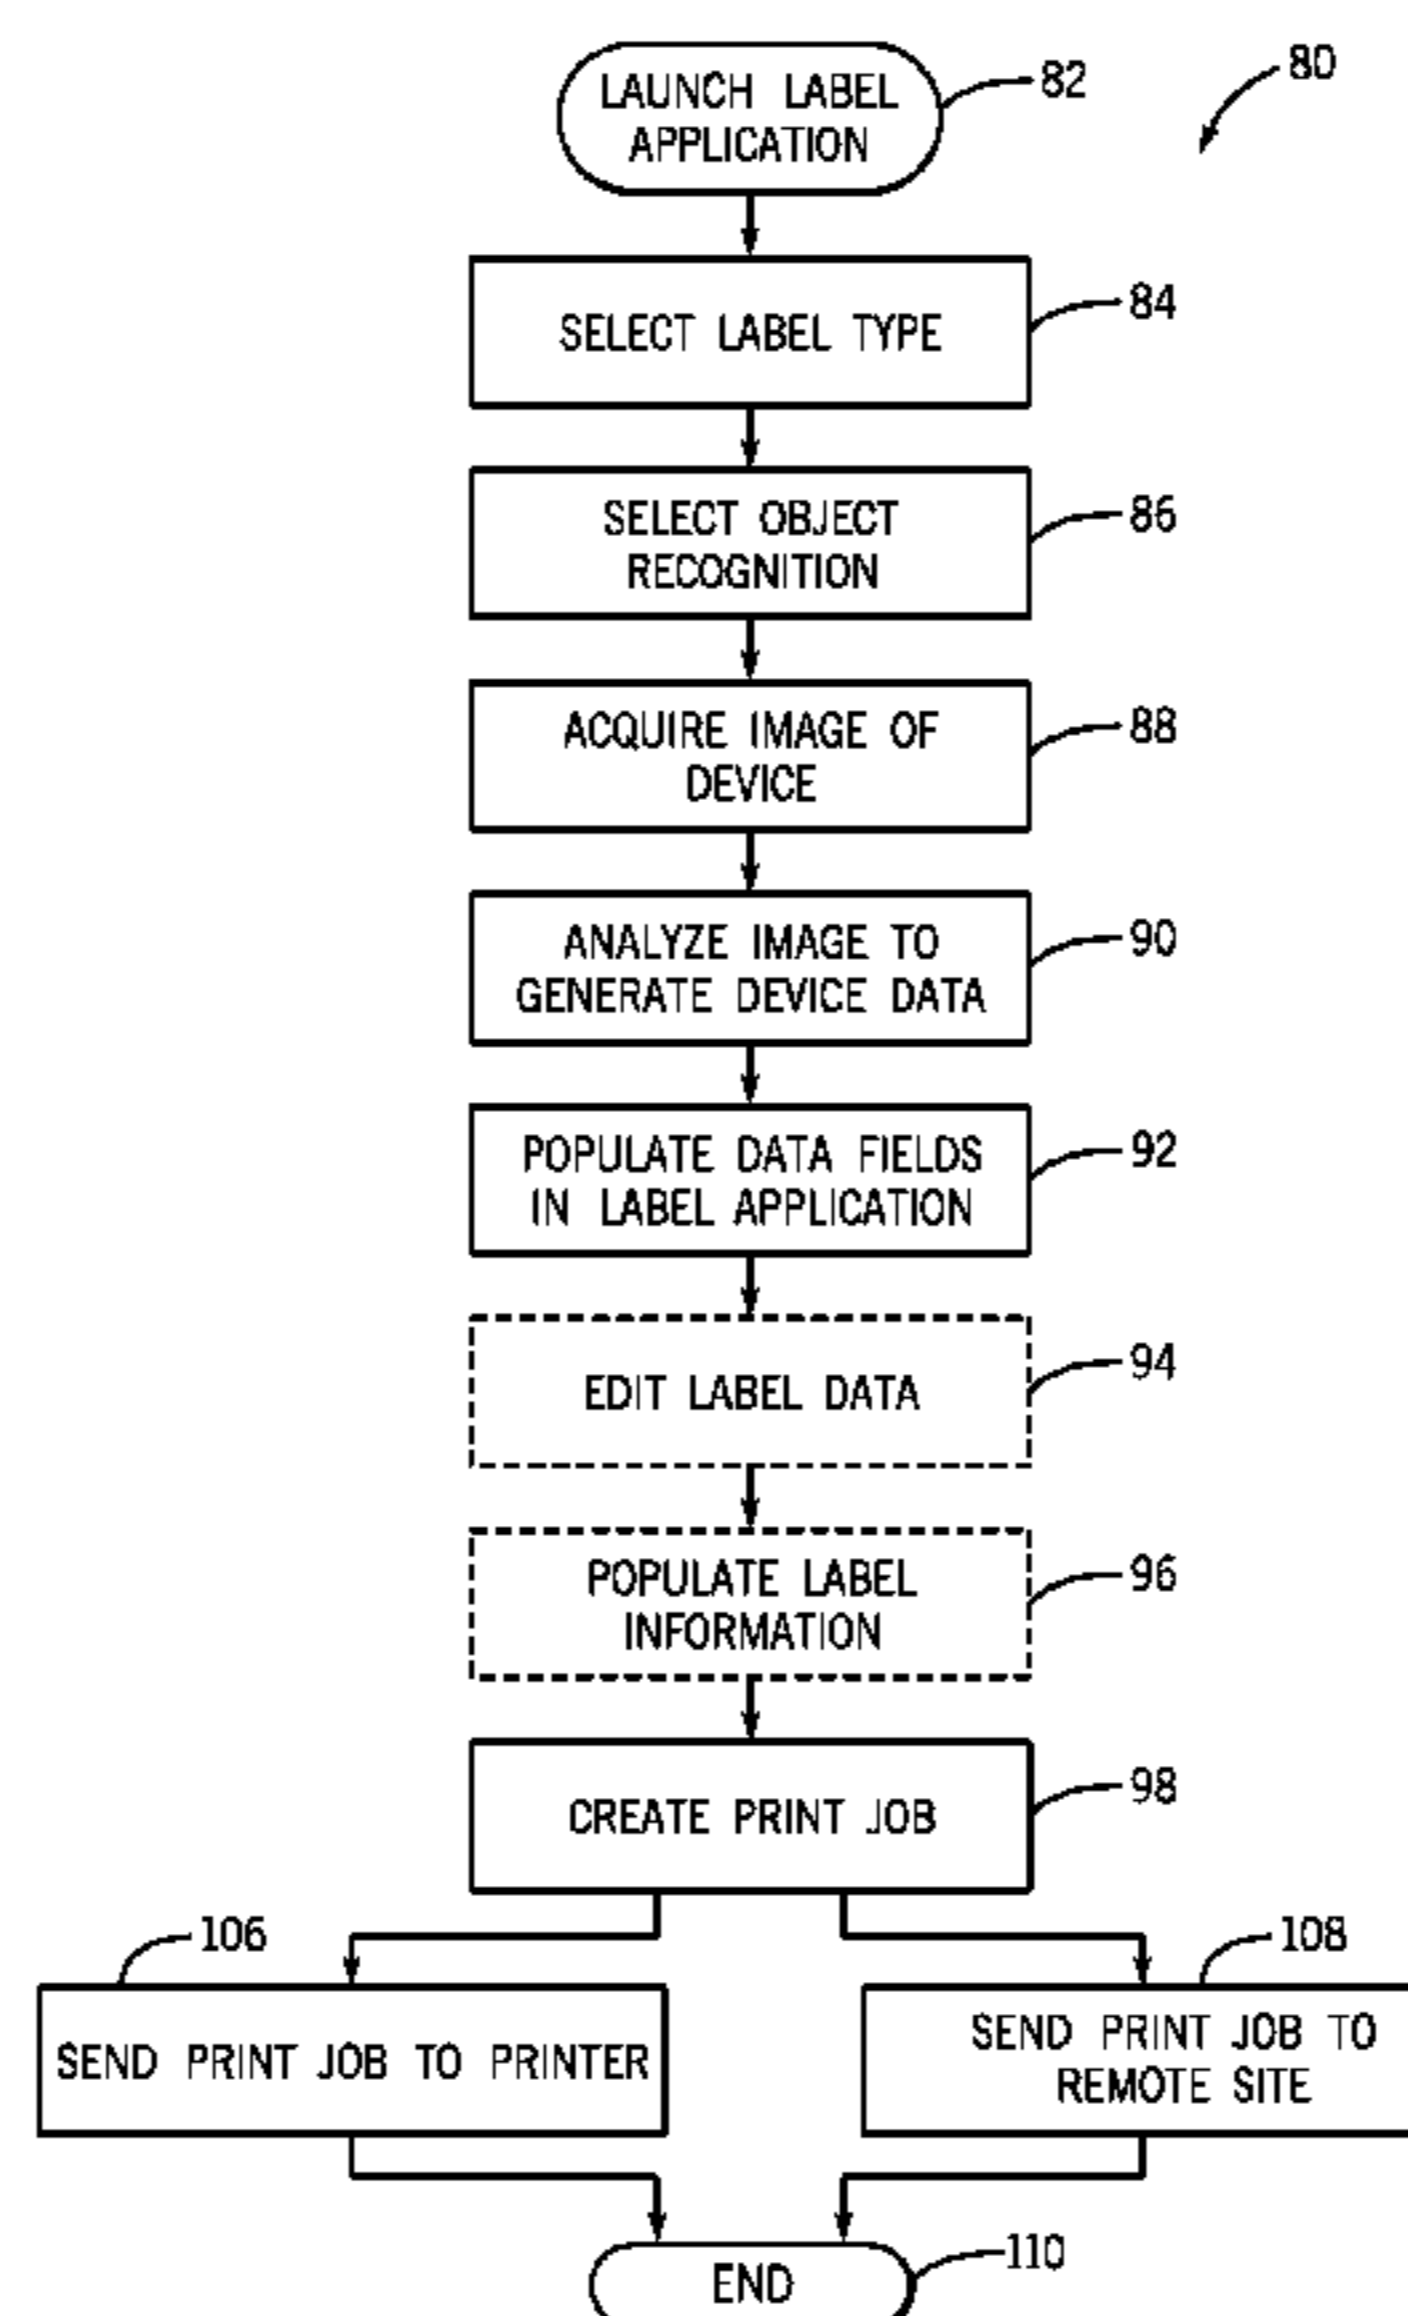 80
LAUNCH LABEL
APPLICATION
82
SELECT LABEL TYPE
84
SELECT OBJECT
RECOGNITION
86
ACQUIRE IMAGE OF
DEVICE
88
ANALYZE IMAGE TO
GENERATE DEVICE DATA
90
POPULATE DATA FIELDS
IN LABEL APPLICATION
92
EDIT LABEL DATA
94
POPULATE LABEL
INFORMATION
96
CREATE PRINT JOB
98
106
SEND PRINT JOB TO PRINTER
108
SEND PRINT JOB TO
REMOTE SITE
END
110